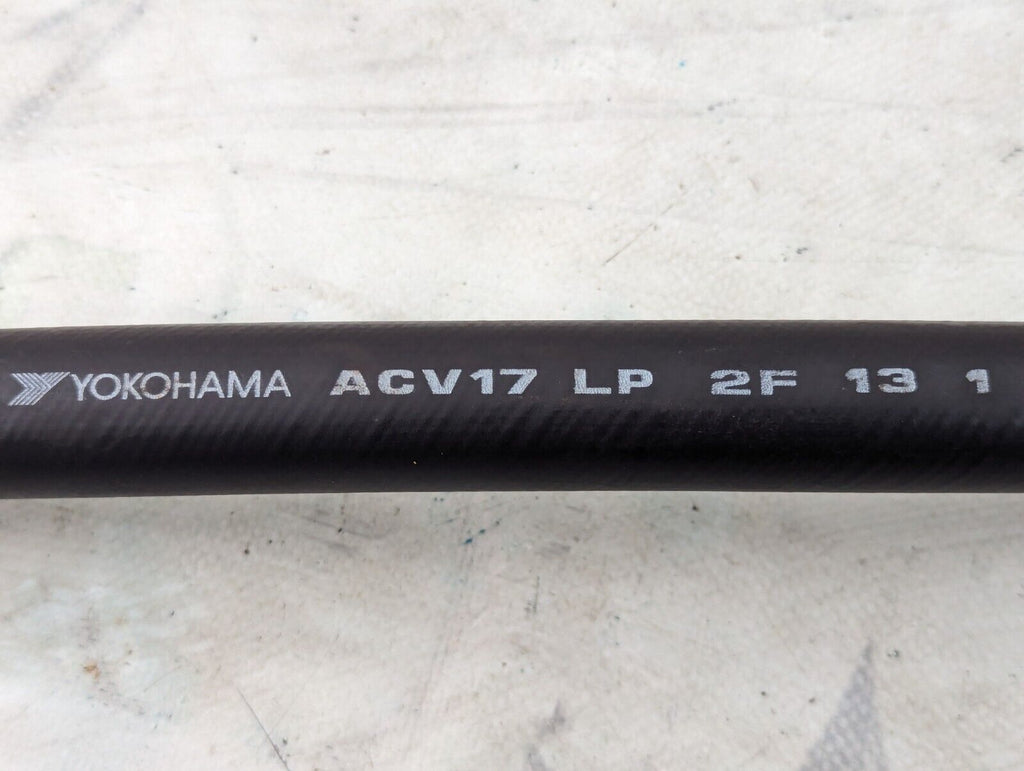 YOKOHAMA ACV17 LP 2F 13 1